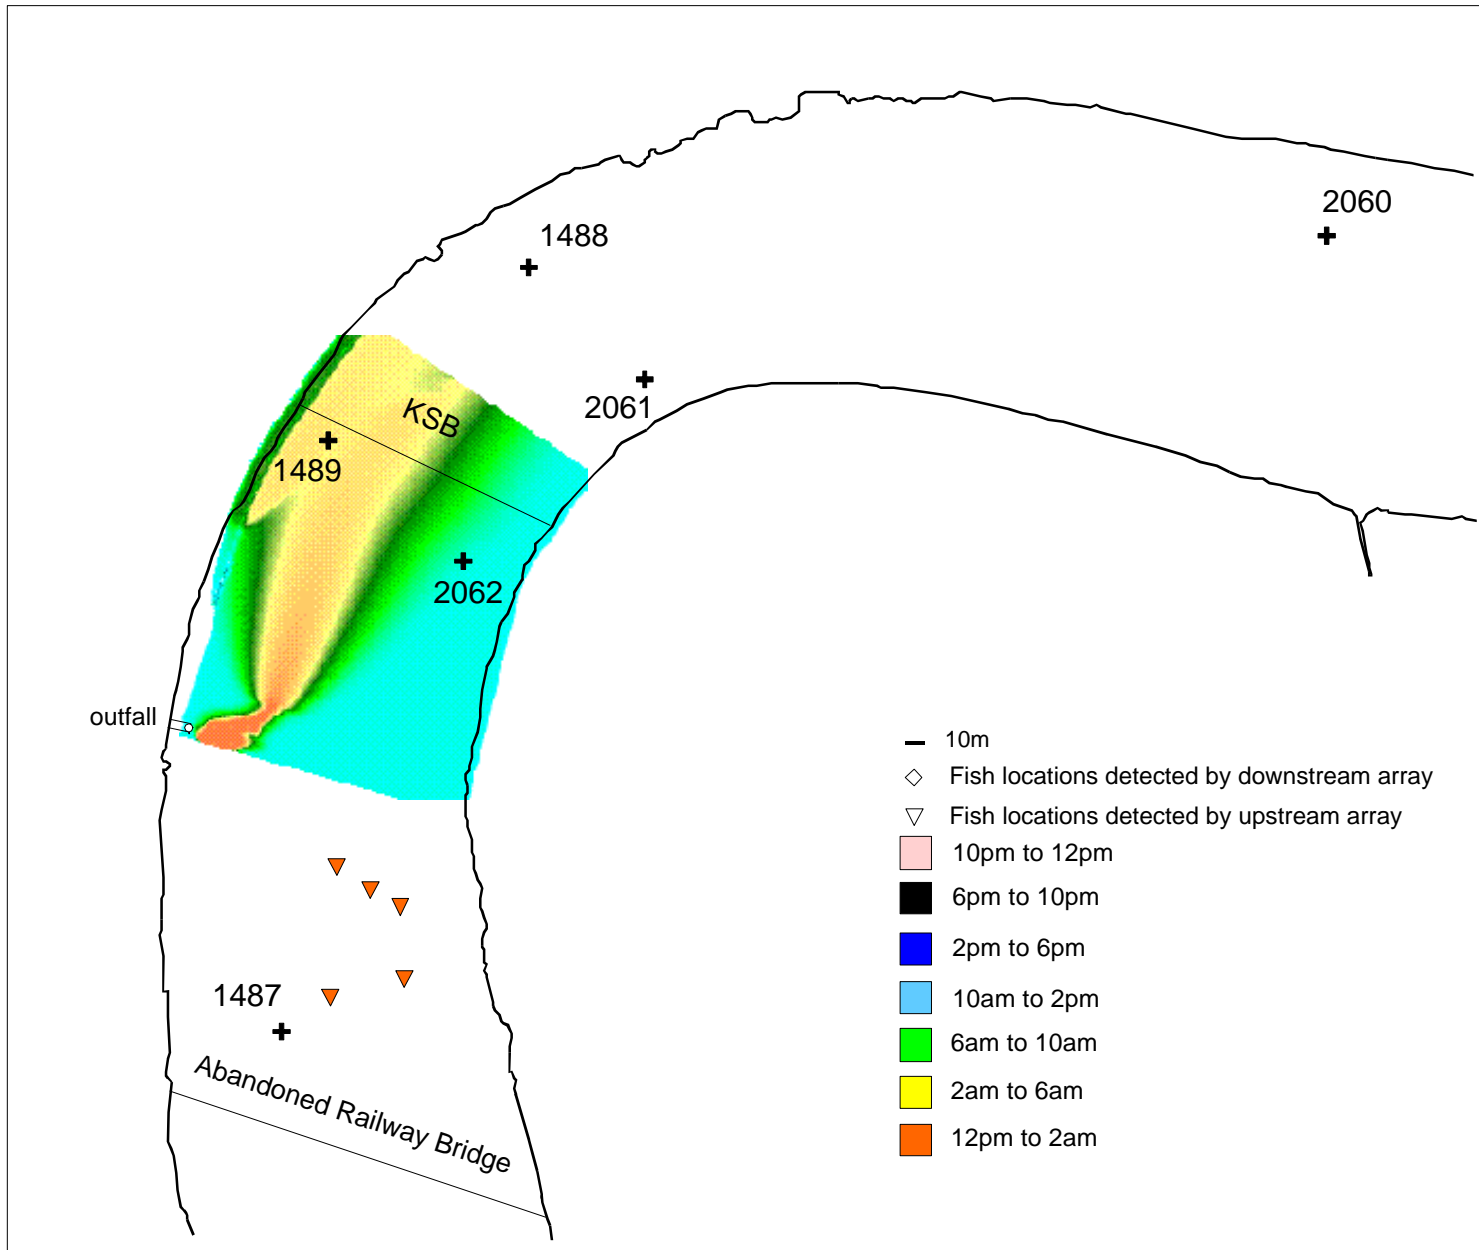 2060
1488
2061
KSB
1489
2062
outfall
10m
Fish locations detected by downstream array
Fish locations detected by upstream array
10pm to 12pm
6pm to 10pm
2pm to 6pm
10am to 2pm
6am to 10am
2am to 6am
12pm to 2am
1487
Abandoned Railway Bridge